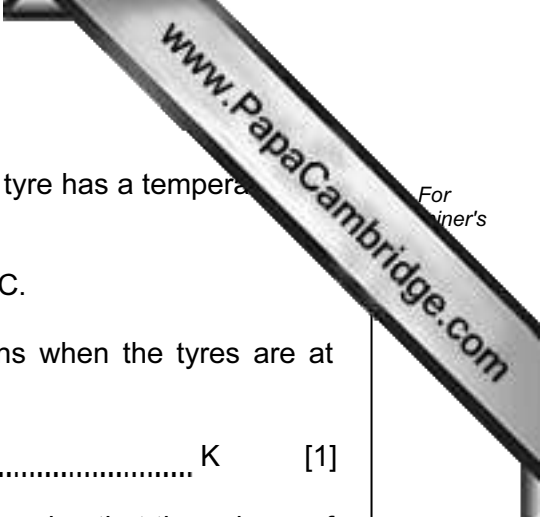 www.PapaCambridge.com
tyre has a tempera
For
iner's
C.
ns when the tyres are at
K [1]